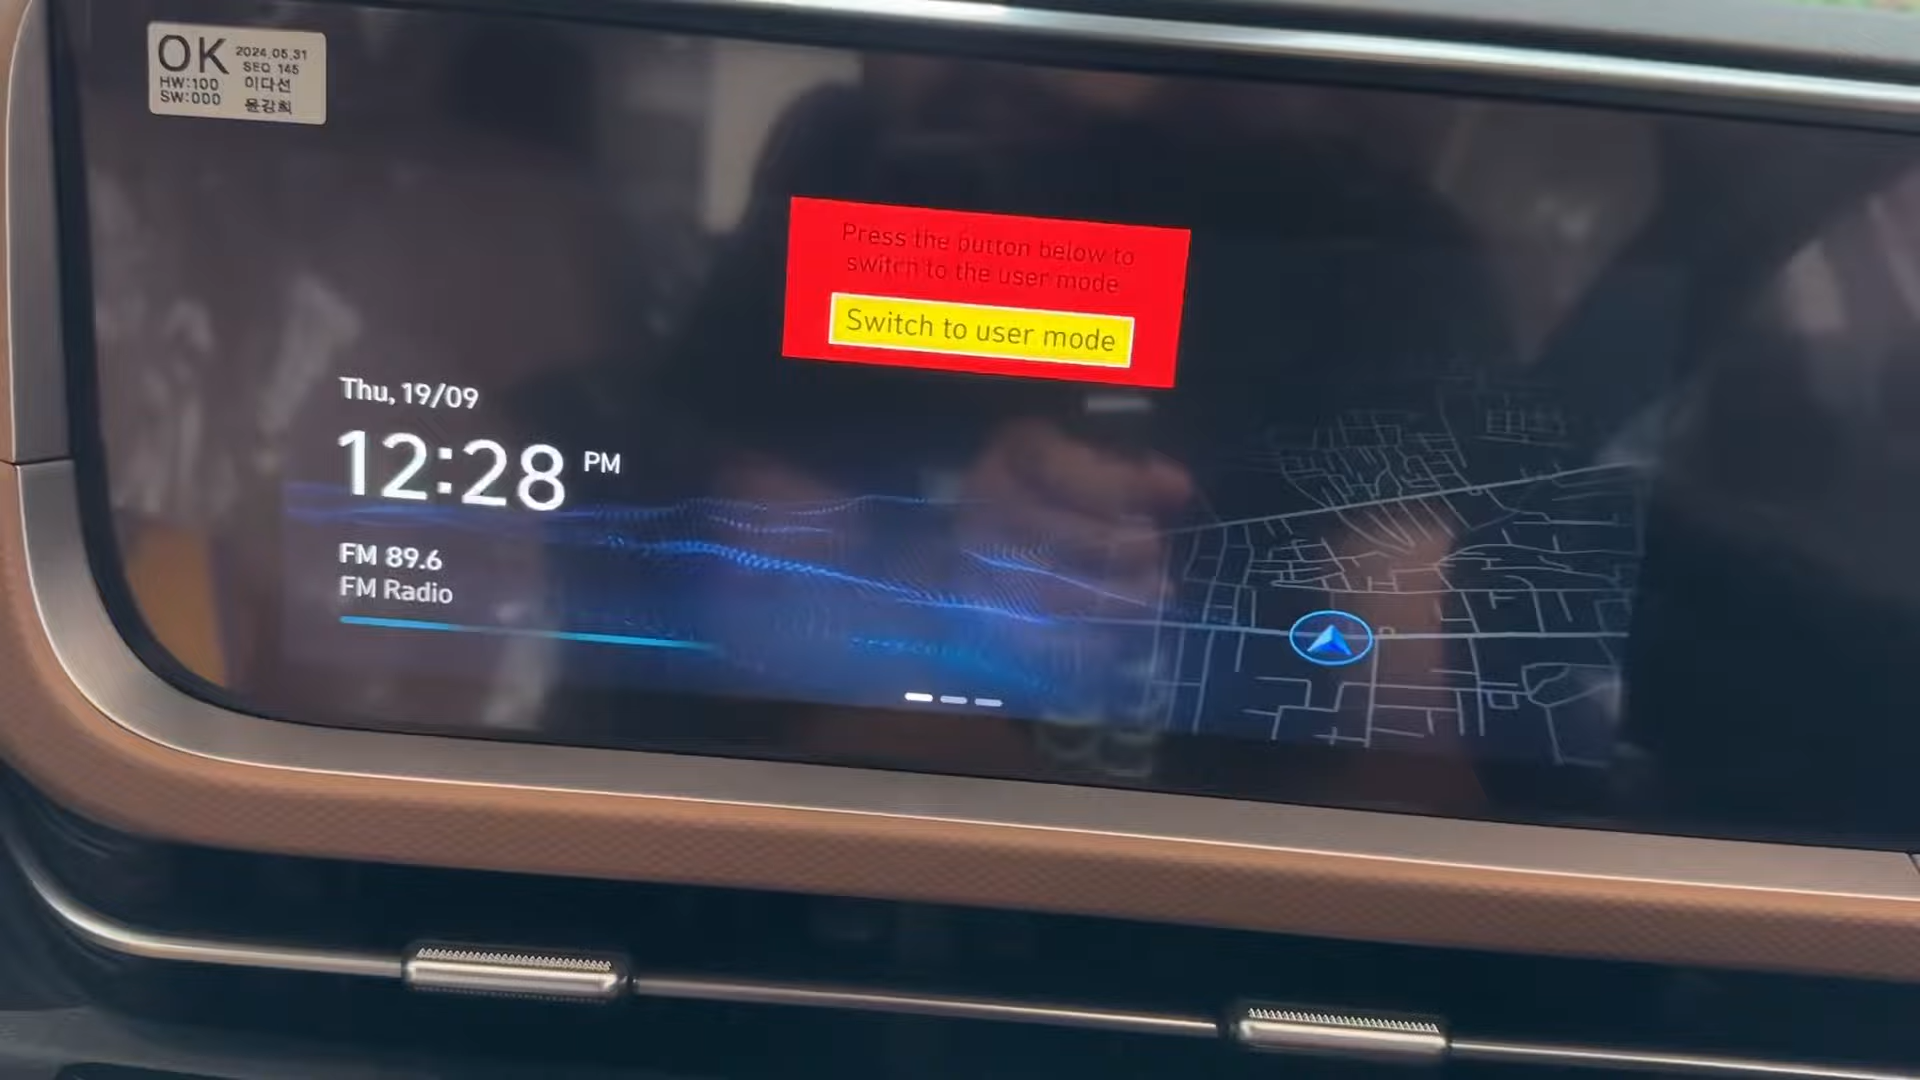 OK
2024.05.31
SEQ 145
HW:100
이다선
SW:000
윤강희
Press the button below to
switch to the user mode
Switch to user mode
Thu, 19/09
12:28 PM
FM 89.6
FM Radio